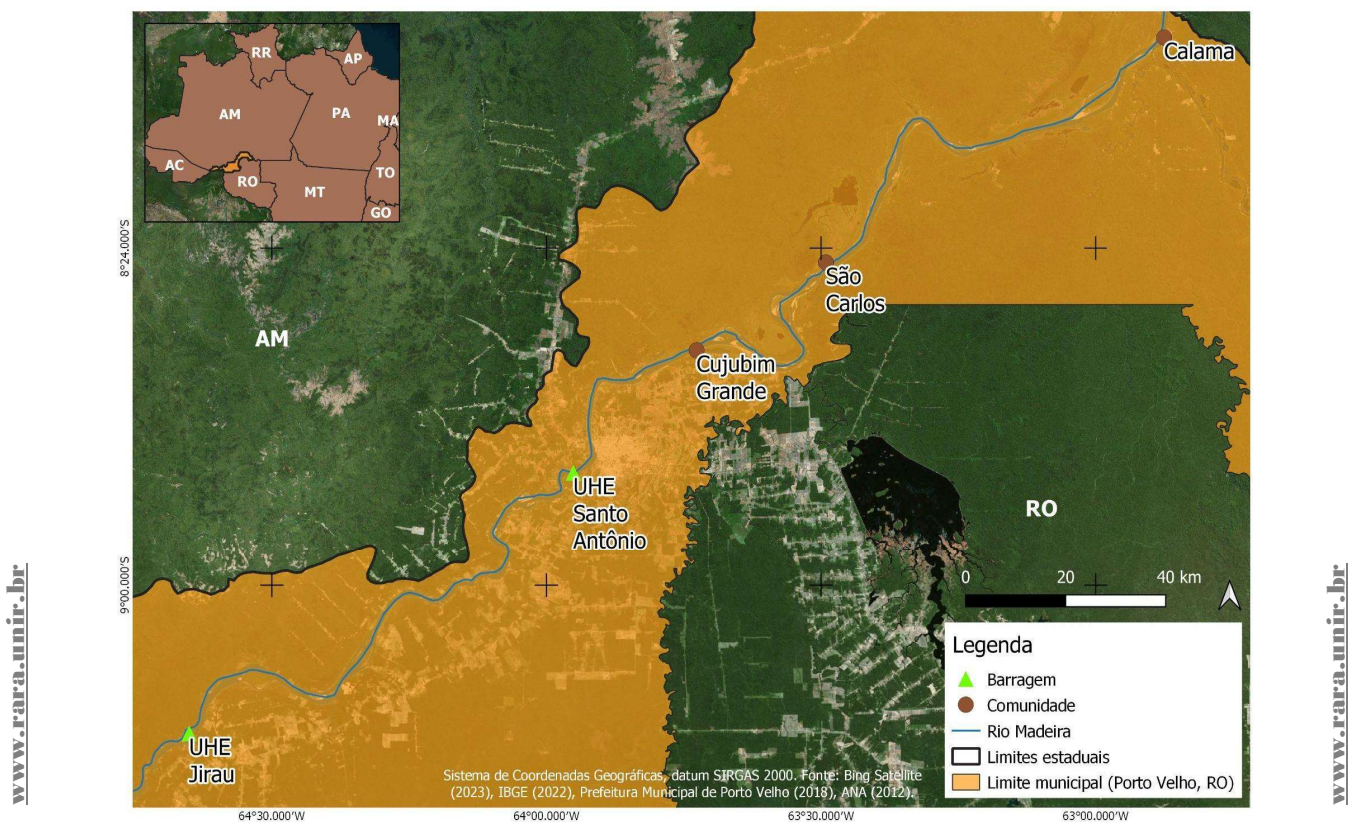 RR
AP
AM
PA
MA
AC
RO
MT
TO
GO
Calama
8°24.000'S
São
Carlos
AM
Cujubim
Grande
UHE
Santo
Antônio
RO
9°00.000'S
0 20 40 km
Legenda
Barragem
Comunidade
Rio Madeira
Limites estaduais
Limite municipal (Porto Velho, RO)
UHE
Jirau
Sistema de Coordenadas Geográficas, datum SIRGAS 2000. Fonte: Bing Satellite
(2023), IBGE (2022), Prefeitura Municipal de Porto Velho (2018), ANA (2012).
64°30.000'W 64°00.000'W 63°30.000'W 63°00.000'W
www.rara.unir.br
www.rara.unir.br